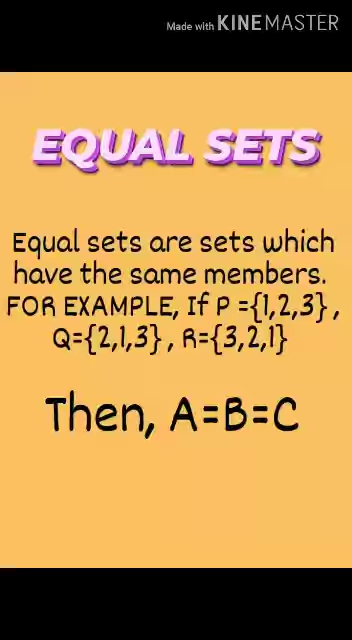 Made with KINEMASTER
EQUAL SETS
Equal sets are sets which
have the same members.
FOR EXAMPLE, If P ={1,2,3},
Q={2,1,3}, R={3,2,1}
Then, A=B=C